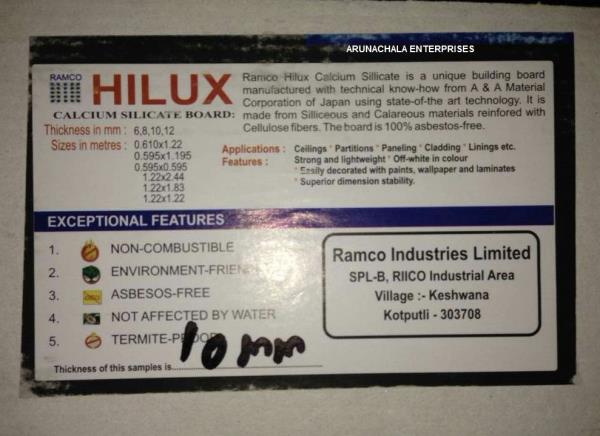 ARUNACHALA ENTERPRISES
RAMCO
HILUX
CALCIUM SILICATE BOARD:
Ramco Hilux Calcium Sillicate is a unique building board
manufactured with technical know-how from A & A Material
Corporation of Japan using state-of-the art technology. It is
made from Silliceous and Calareous materials reinfored with
Cellulose fibers. The board is 100% asbestos-free.
Thickness in mm : 6,8,10,12
Sizes in metres : 0.610x1.22
0.595x1.195
0.595x0.595
1.22x2.44
1.22x1.83
1.22x1.22
Applications : Ceilings * Partitions * Paneling * Cladding * Linings etc.
Features : Strong and lightweight * Off-white in colour
* Easily decorated with paints, wallpaper and laminates
* Superior dimension stability.
EXCEPTIONAL FEATURES
1. NON-COMBUSTIBLE
2. ENVIRONMENT-FRIEN
3. ASBESOS-FREE
4. NOT AFFECTED BY WATER
5. TERMITE-PROOF
Thickness of this samples is
10 mm
Ramco Industries Limited
SPL-B, RIICO Industrial Area
Village :- Keshwana
Kotputli - 303708